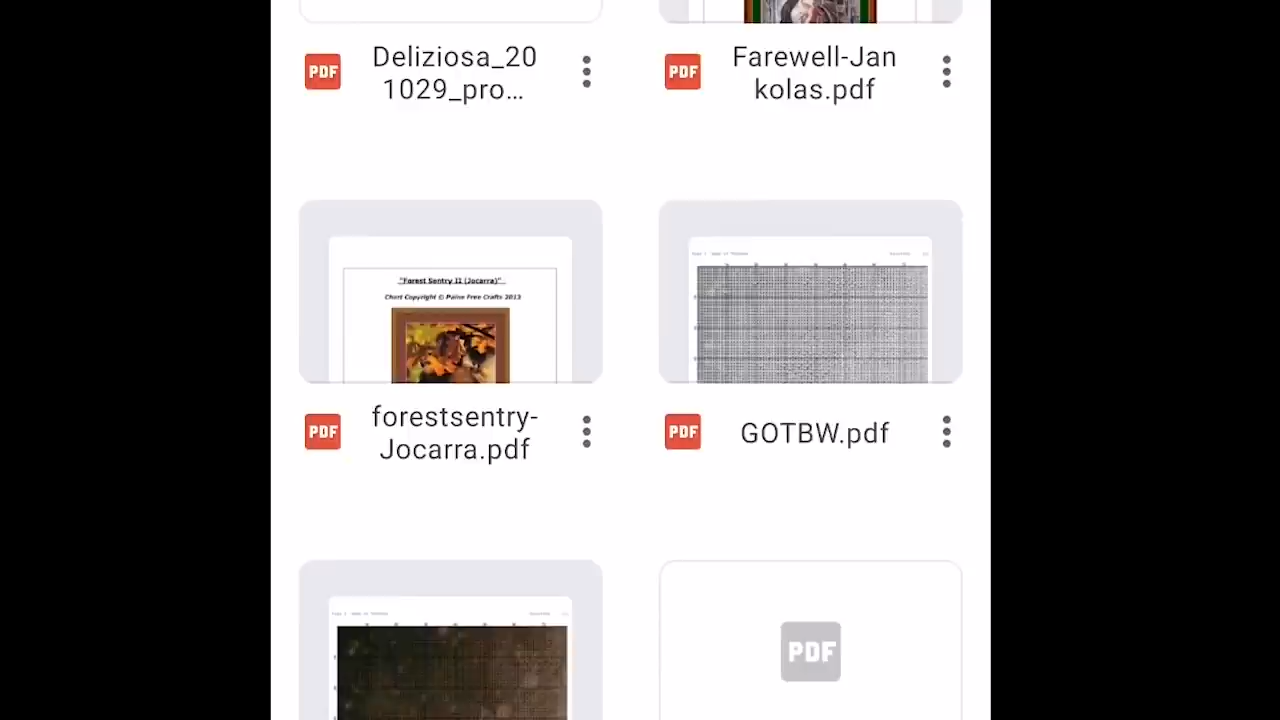 PDF
Deliziosa_20
1029_pro...
PDF
Farewell-Jan
kolas.pdf
"Forest Sentry II (Jocarra)"
Chart Copyright © Paine Free Crafts 2013
PDF
forestsentry-
Jocarra.pdf
PDF
GOTBW.pdf
PDF